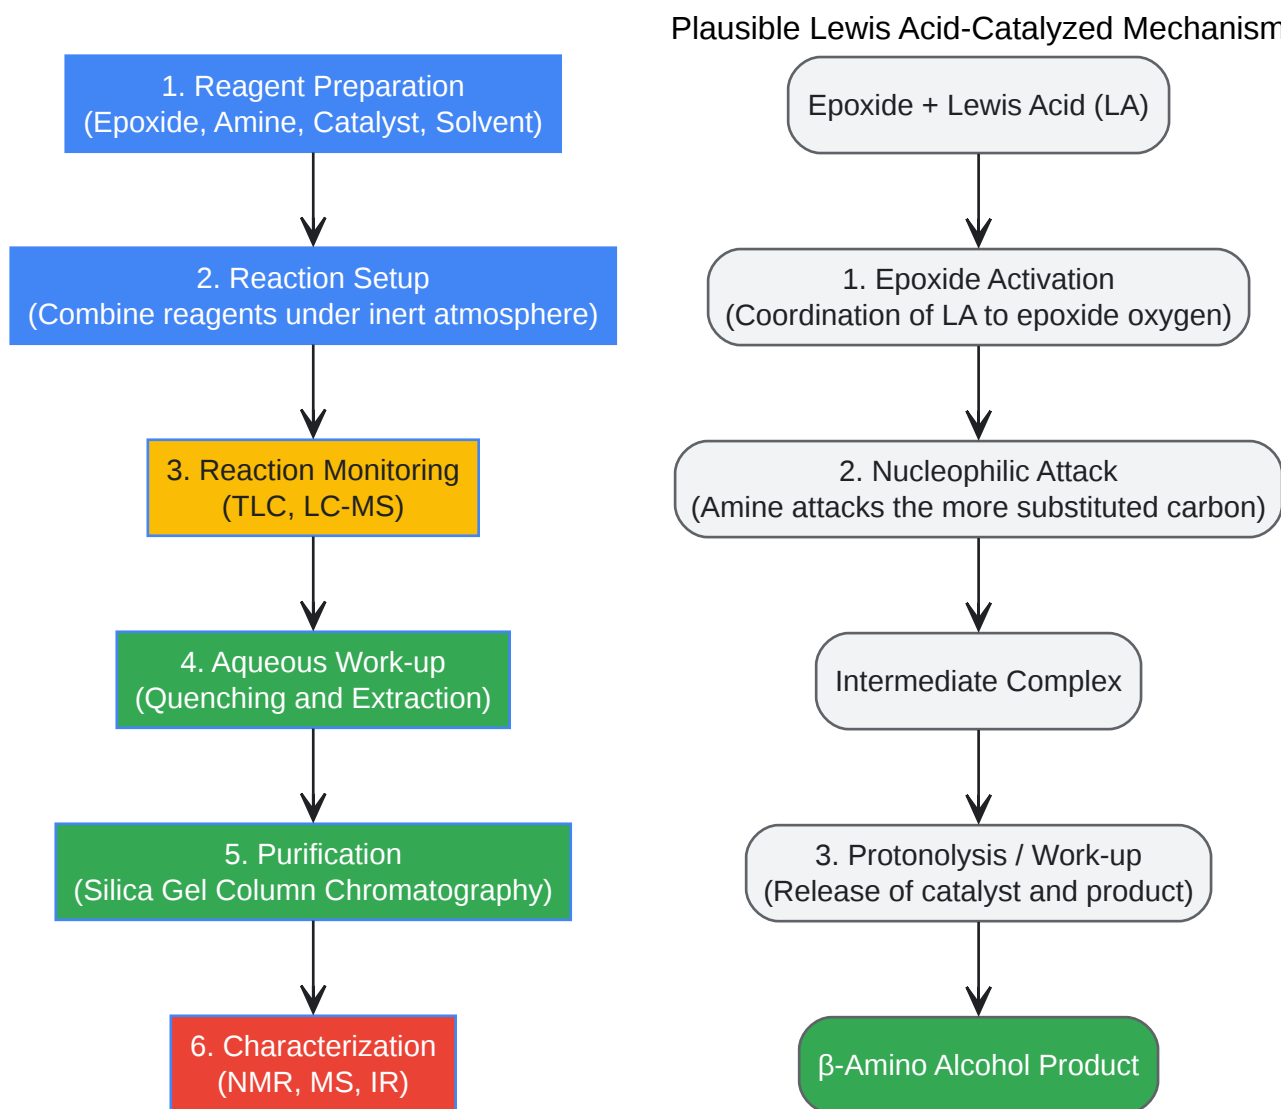 Plausible Lewis Acid-Catalyzed Mechanism
1. Reagent Preparation
(Epoxide, Amine, Catalyst, Solvent)
2. Reaction Setup
(Combine reagents under inert atmosphere)
3. Reaction Monitoring
(TLC, LC-MS)
4. Aqueous Work-up
(Quenching and Extraction)
5. Purification
(Silica Gel Column Chromatography)
6. Characterization
(NMR, MS, IR)
Epoxide + Lewis Acid (LA)
1. Epoxide Activation
(Coordination of LA to epoxide oxygen)
2. Nucleophilic Attack
(Amine attacks the more substituted carbon)
Intermediate Complex
3. Protonolysis / Work-up
(Release of catalyst and product)
β-Amino Alcohol Product